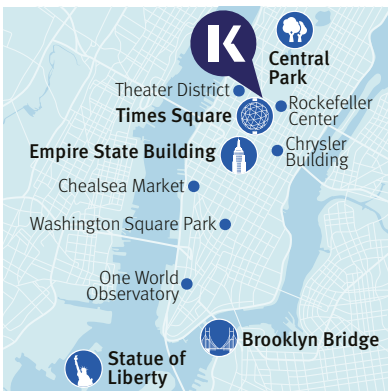 K
Central
Park
Theater District
Rockefeller
Center
Times Square
Chrysler
Building
Empire State Building
Chealsea Market
Washington Square Park
One World
Observatory
Brooklyn Bridge
Statue of
Liberty